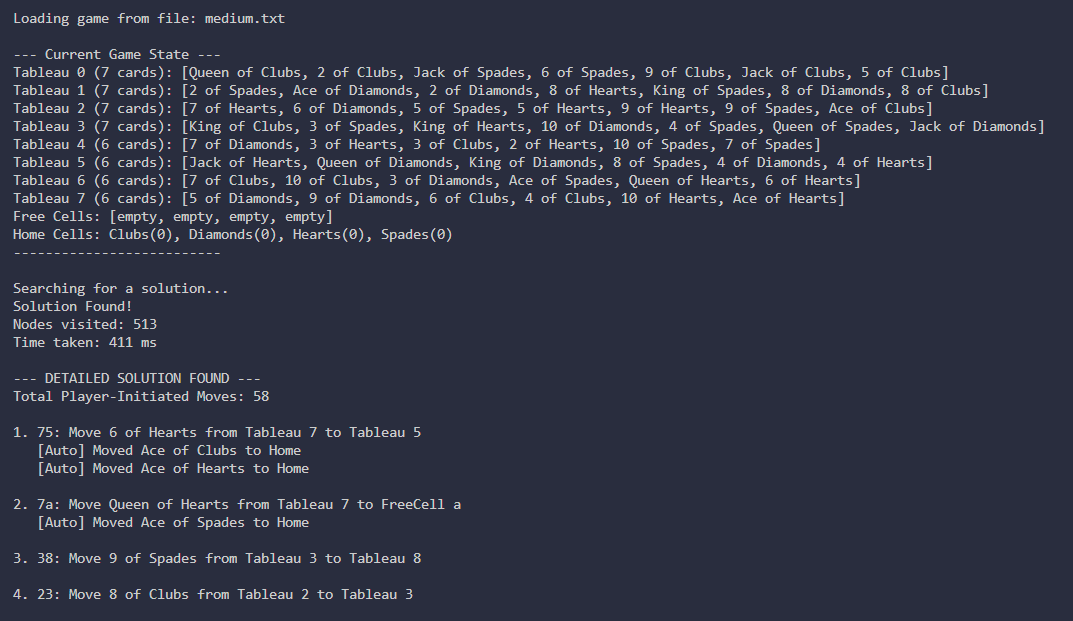 Loading game from file: medium.txt
--- Current Game State ---
Tableau 0 (7 cards): [Queen of Clubs, 2 of Clubs, Jack of Spades, 6 of Spades, 9 of Clubs, Jack of Clubs, 5 of Clubs]
Tableau 1 (7 cards): [2 of Spades, Ace of Diamonds, 2 of Diamonds, 8 of Hearts, King of Spades, 8 of Diamonds, 8 of Clubs]
Tableau 2 (7 cards): [7 of Hearts, 6 of Diamonds, 5 of Spades, 5 of Hearts, 9 of Hearts, 9 of Spades, Ace of Clubs]
Tableau 3 (7 cards): [King of Clubs, 3 of Spades, King of Hearts, 10 of Diamonds, 4 of Spades, Queen of Spades, Jack of Diamonds]
Tableau 4 (6 cards): [7 of Diamonds, 3 of Hearts, 3 of Clubs, 2 of Hearts, 10 of Spades, 7 of Spades]
Tableau 5 (6 cards): [Jack of Hearts, Queen of Diamonds, King of Diamonds, 8 of Spades, 4 of Diamonds, 4 of Hearts]
Tableau 6 (6 cards): [7 of Clubs, 10 of Clubs, 3 of Diamonds, Ace of Spades, Queen of Hearts, 6 of Hearts]
Tableau 7 (6 cards): [5 of Diamonds, 9 of Diamonds, 6 of Clubs, 4 of Clubs, 10 of Hearts, Ace of Hearts]
Free Cells: [empty, empty, empty, empty]
Home Cells: Clubs(0), Diamonds(0), Hearts(0), Spades(0)
--------------------------
Searching for a solution...
Solution Found!
Nodes visited: 513
Time taken: 411 ms
--- DETAILED SOLUTION FOUND ---
Total Player-Initiated Moves: 58
1. 75: Move 6 of Hearts from Tableau 7 to Tableau 5
[Auto] Moved Ace of Clubs to Home
[Auto] Moved Ace of Hearts to Home
2. 7a: Move Queen of Hearts from Tableau 7 to FreeCell a
[Auto] Moved Ace of Spades to Home
3. 38: Move 9 of Spades from Tableau 3 to Tableau 8
4. 23: Move 8 of Clubs from Tableau 2 to Tableau 3